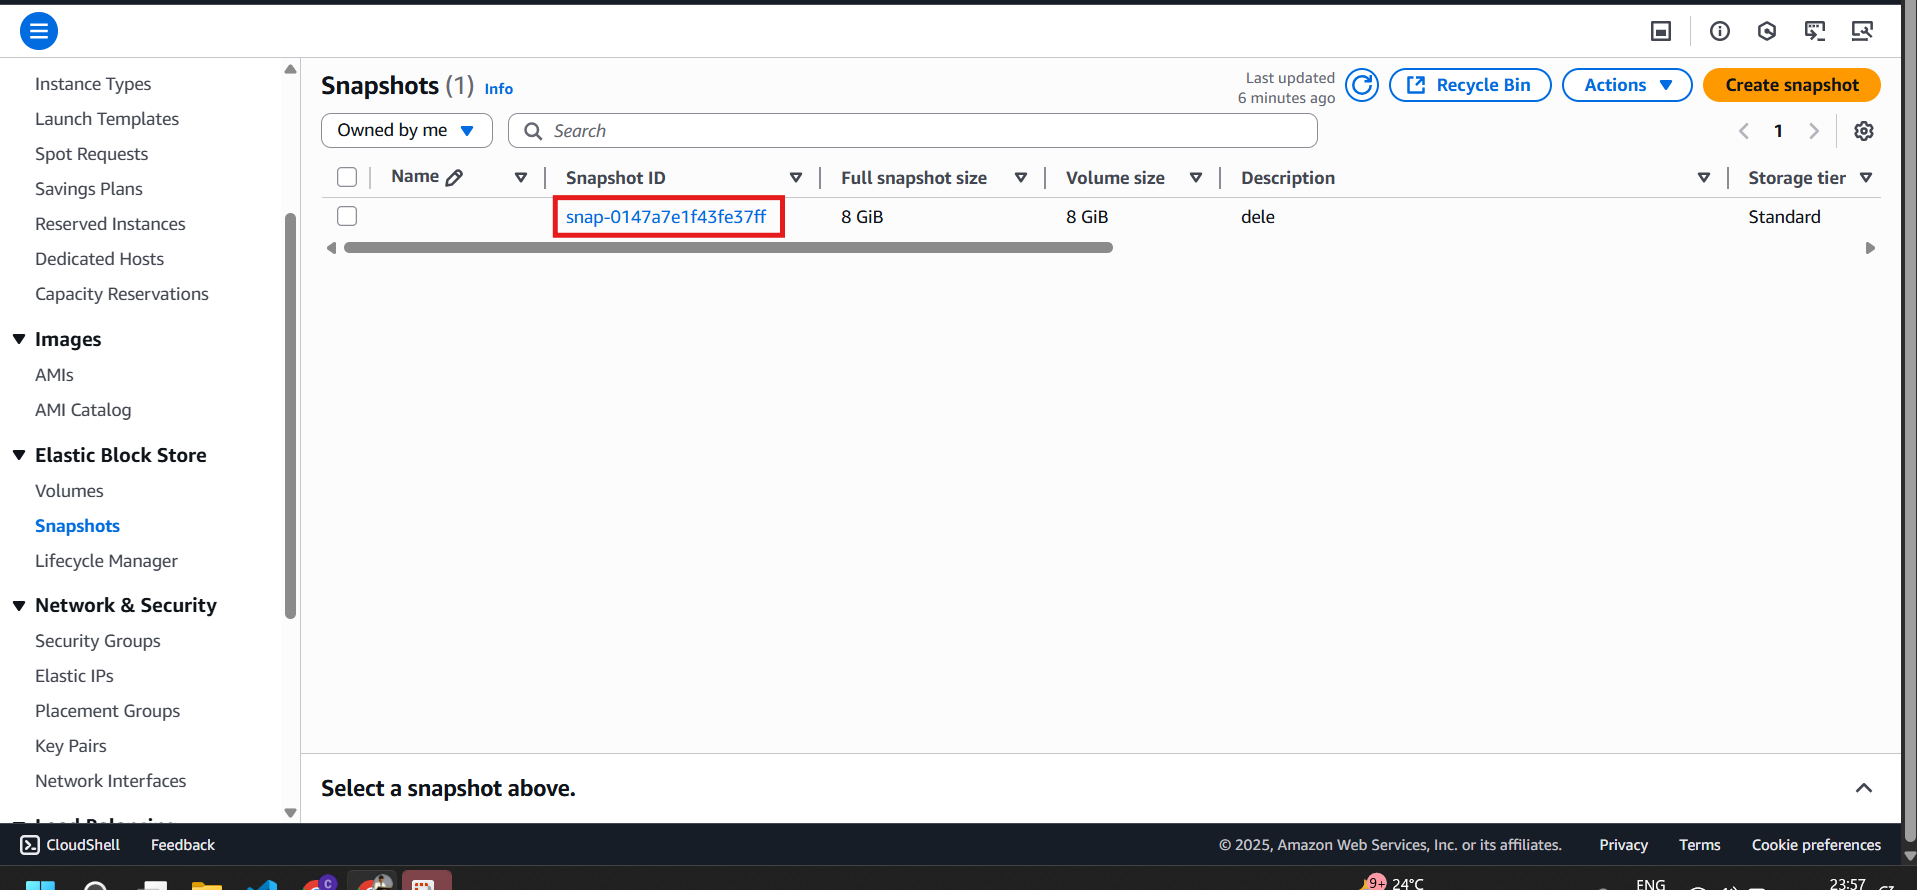 Instance Types
Launch Templates
Spot Requests
Savings Plans
Reserved Instances
Dedicated Hosts
Capacity Reservations
Images
AMIs
AMI Catalog
Elastic Block Store
Volumes
Snapshots
Lifecycle Manager
Network & Security
Security Groups
Elastic IPs
Placement Groups
Key Pairs
Network Interfaces
Snapshots (1) Info
Last updated
6 minutes ago
Recycle Bin
Actions
Create snapshot
Owned by me
Search
1
Name Snapshot ID Full snapshot size Volume size Description Storage tier
snap-0147a7e1f43fe37ff 8 GiB 8 GiB dele Standard
Select a snapshot above.
CloudShell Feedback © 2025, Amazon Web Services, Inc. or its affiliates. Privacy Terms Cookie preferences
C 9+ 24°C ENG 23:57